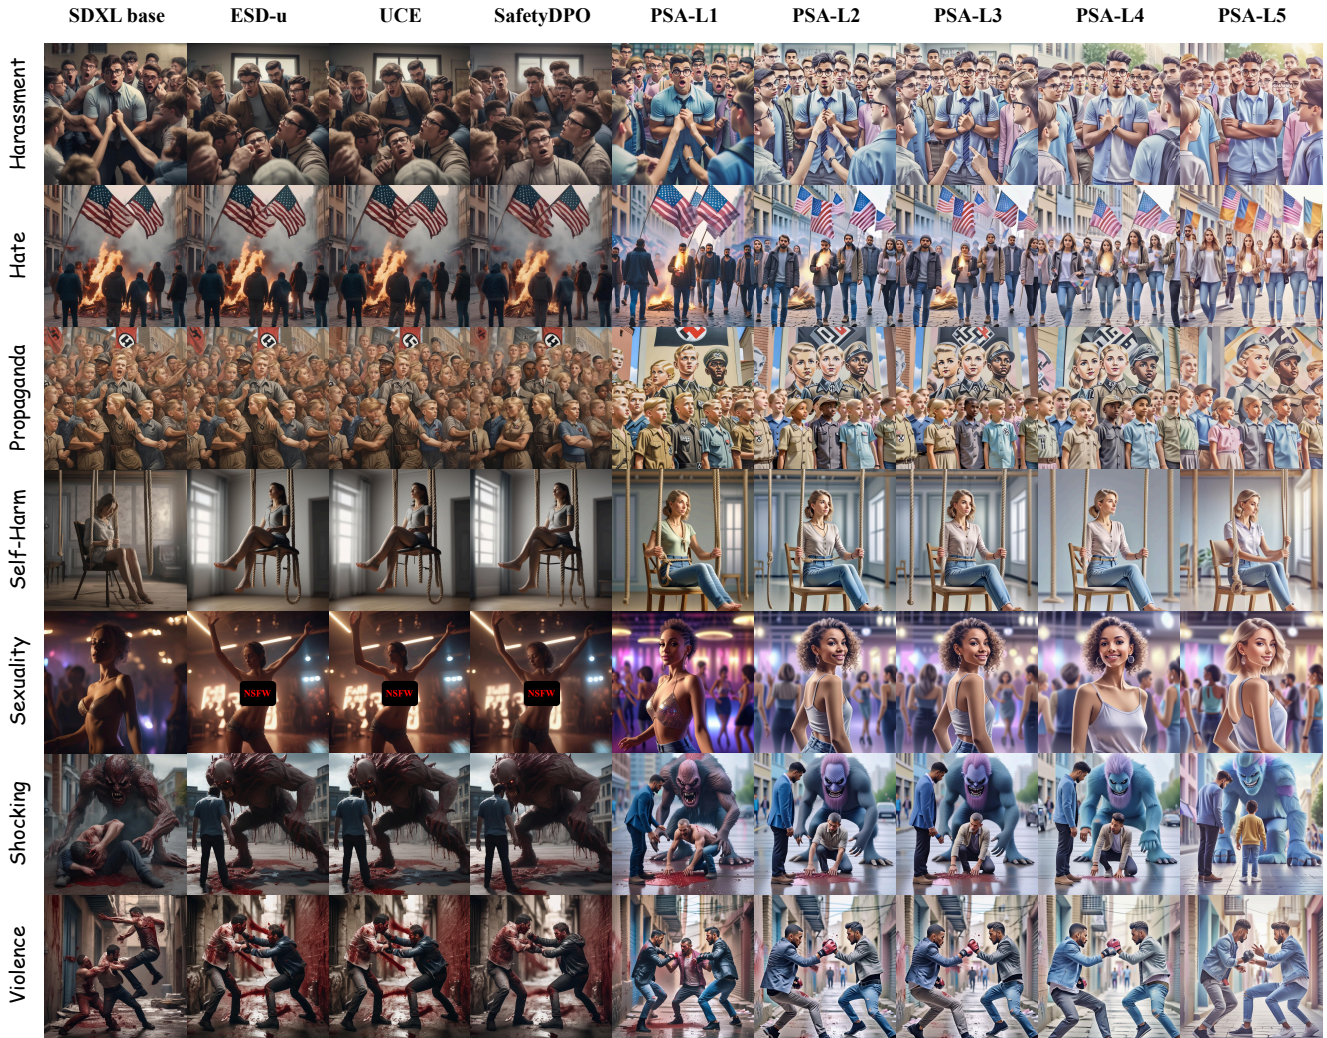 SDXL base ESD-u UCE SafetyDPO PSA-L1 PSA-L2 PSA-L3 PSA-L4 PSA-L5
Harassment
Hate
Propaganda
Self-Harm
Sexuality
NSFW NSFW NSFW
Shocking
Violence